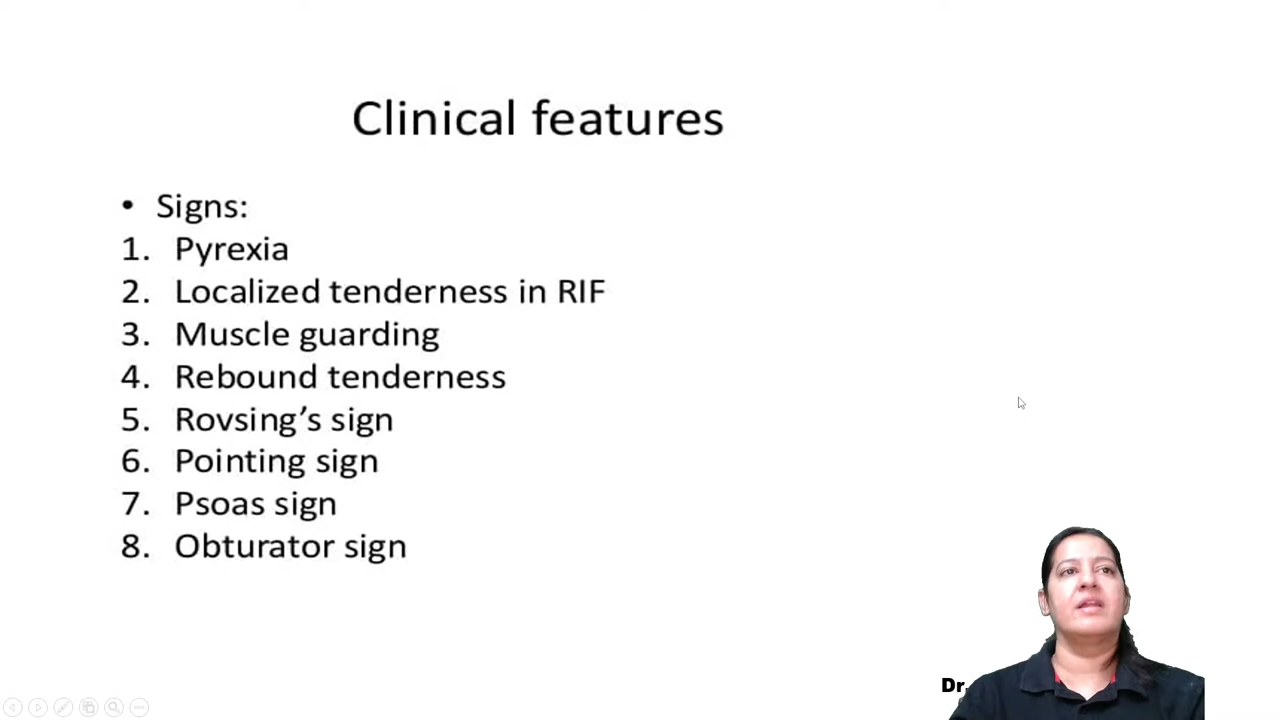 Clinical features
• Signs:
1. Pyrexia
2. Localized tenderness in RIF
3. Muscle guarding
4. Rebound tenderness
5. Rovsing’s sign
6. Pointing sign
7. Psoas sign
8. Obturator sign
Dr.